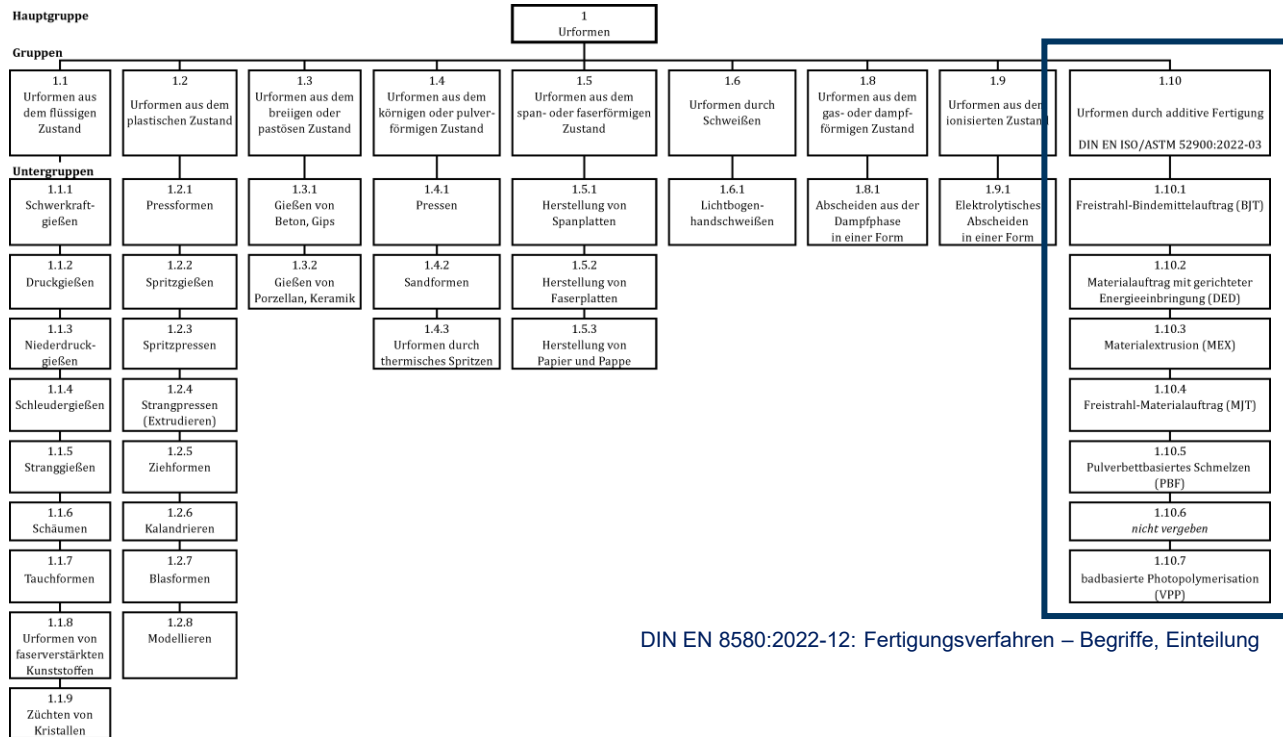 Hauptgruppe
1
Urformen
Gruppen
1.1
Urformen aus
dem flüssigen
Zustand
1.2
Urformen aus dem
plastischen Zustand
1.3
Urformen aus dem
breiigen oder
pastösen Zustand
1.4
Urformen aus dem
körnigen oder pulver-
förmigen Zustand
1.5
Urformen aus dem
span- oder faserförmigen
Zustand
1.6
Urformen durch
Schweißen
1.8
Urformen aus dem
gas- oder dampf-
förmigen Zustand
1.9
Urformen aus dem
ionisierten Zustand
1.10
Urformen durch additive Fertigung
DIN EN ISO/ASTM 52900:2022-03
Untergruppen
1.1.1
Schwerkraft-
gießen
1.1.2
Druckgießen
1.1.3
Niederdruck-
gießen
1.1.4
Schleudergießen
1.1.5
Stranggießen
1.1.6
Schäumen
1.1.7
Tauchformen
1.1.8
Urformen von
faserverstärkten
Kunststoffen
1.1.9
Züchten von
Kristallen
1.2.1
Pressformen
1.2.2
Spritzgießen
1.2.3
Spritzpressen
1.2.4
Strangpressen
(Extrudieren)
1.2.5
Ziehformen
1.2.6
Kalandrieren
1.2.7
Blasformen
1.2.8
Modellieren
1.3.1
Gießen von
Beton, Gips
1.3.2
Gießen von
Porzellan, Keramik
1.4.1
Pressen
1.4.2
Sandformen
1.4.3
Urformen durch
thermisches Spritzen
1.5.1
Herstellung von
Spanplatten
1.5.2
Herstellung von
Faserplatten
1.5.3
Herstellung von
Papier und Pappe
1.6.1
Lichtbogen-
handschweißen
1.8.1
Abscheiden aus der
Dampfphase
in einer Form
1.9.1
Elektrolytisches
Abscheiden
in einer Form
1.10.1
Freistrahl-Bindemittelauftrag (BJT)
1.10.2
Materialauftrag mit gerichteter
Energieeinbringung (DED)
1.10.3
Materialextrusion (MEX)
1.10.4
Freistrahl-Materialauftrag (MJT)
1.10.5
Pulverbettbasiertes Schmelzen
(PBF)
1.10.6
nicht vergeben
1.10.7
badbasierte Photopolymerisation
(VPP)
DIN EN 8580:2022-12: Fertigungsverfahren – Begriffe, Einteilung